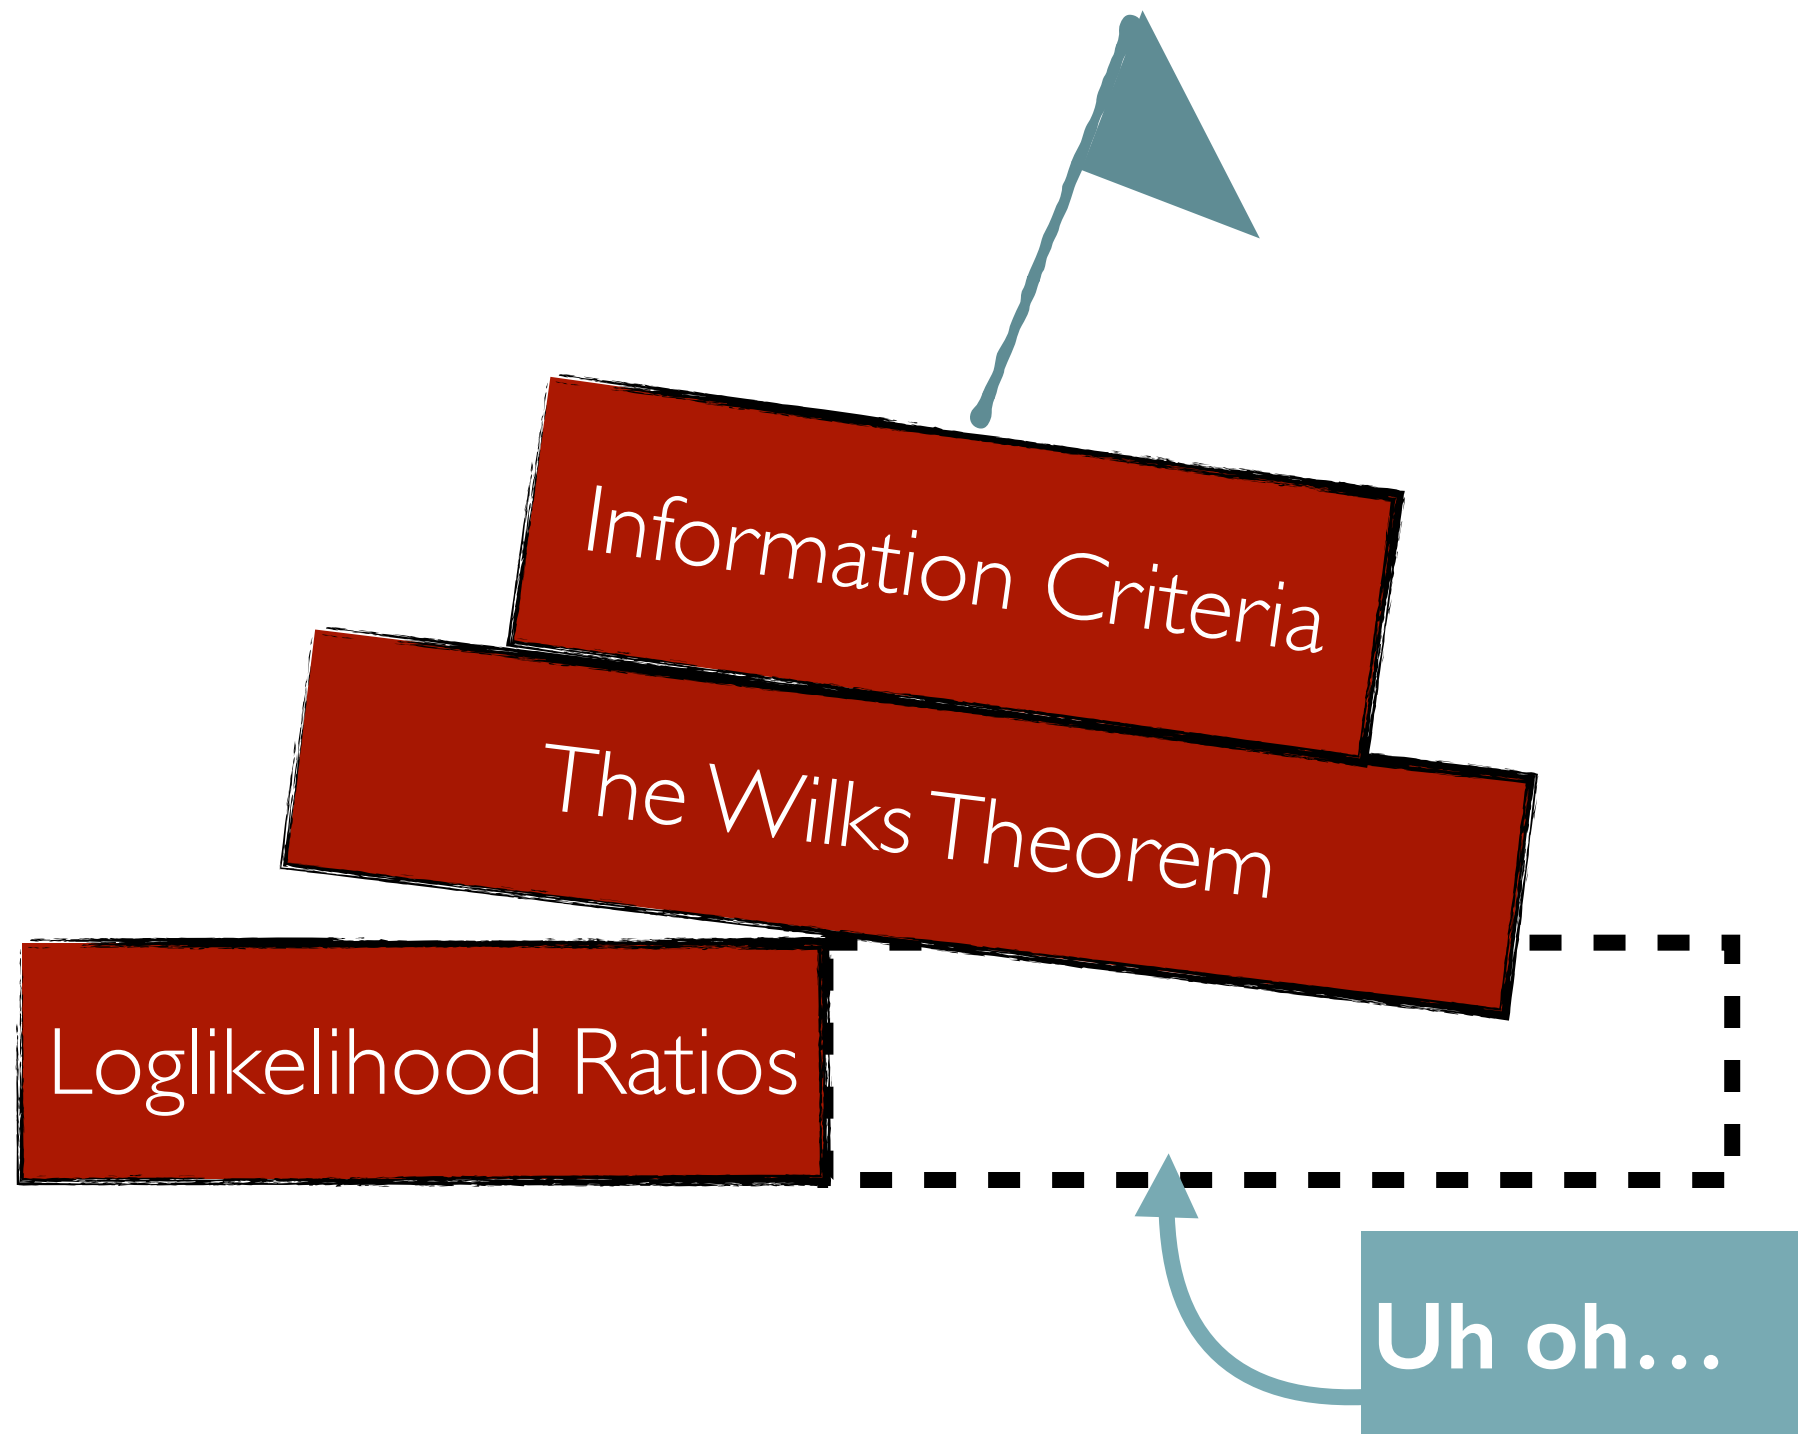 Information Criteria
The Wilks Theorem
Loglikelihood Ratios
Uh oh…